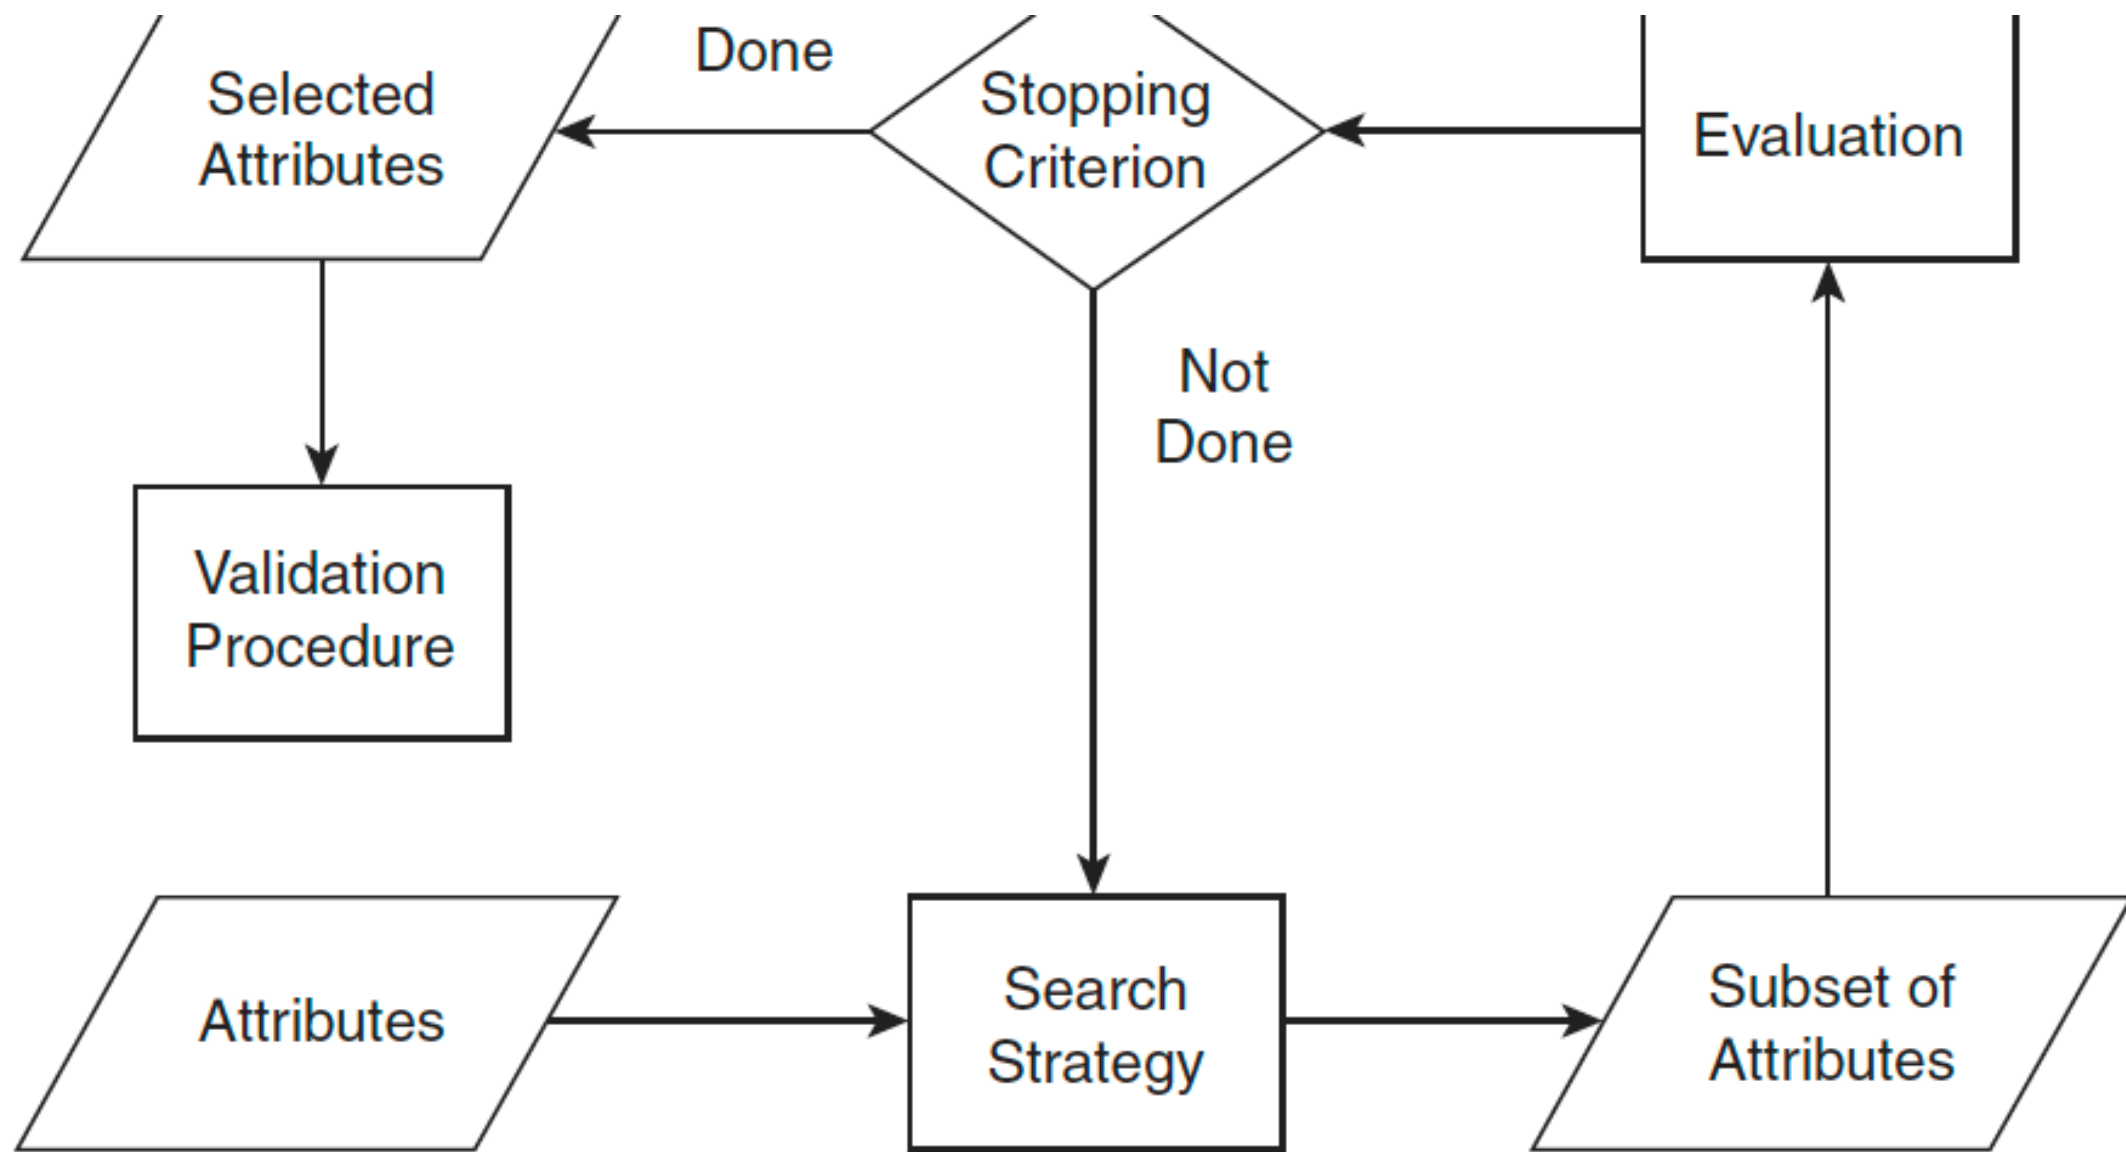 Selected
Attributes
Done
Stopping
Criterion
Evaluation
Not
Done
Validation
Procedure
Attributes
Search
Strategy
Subset of
Attributes